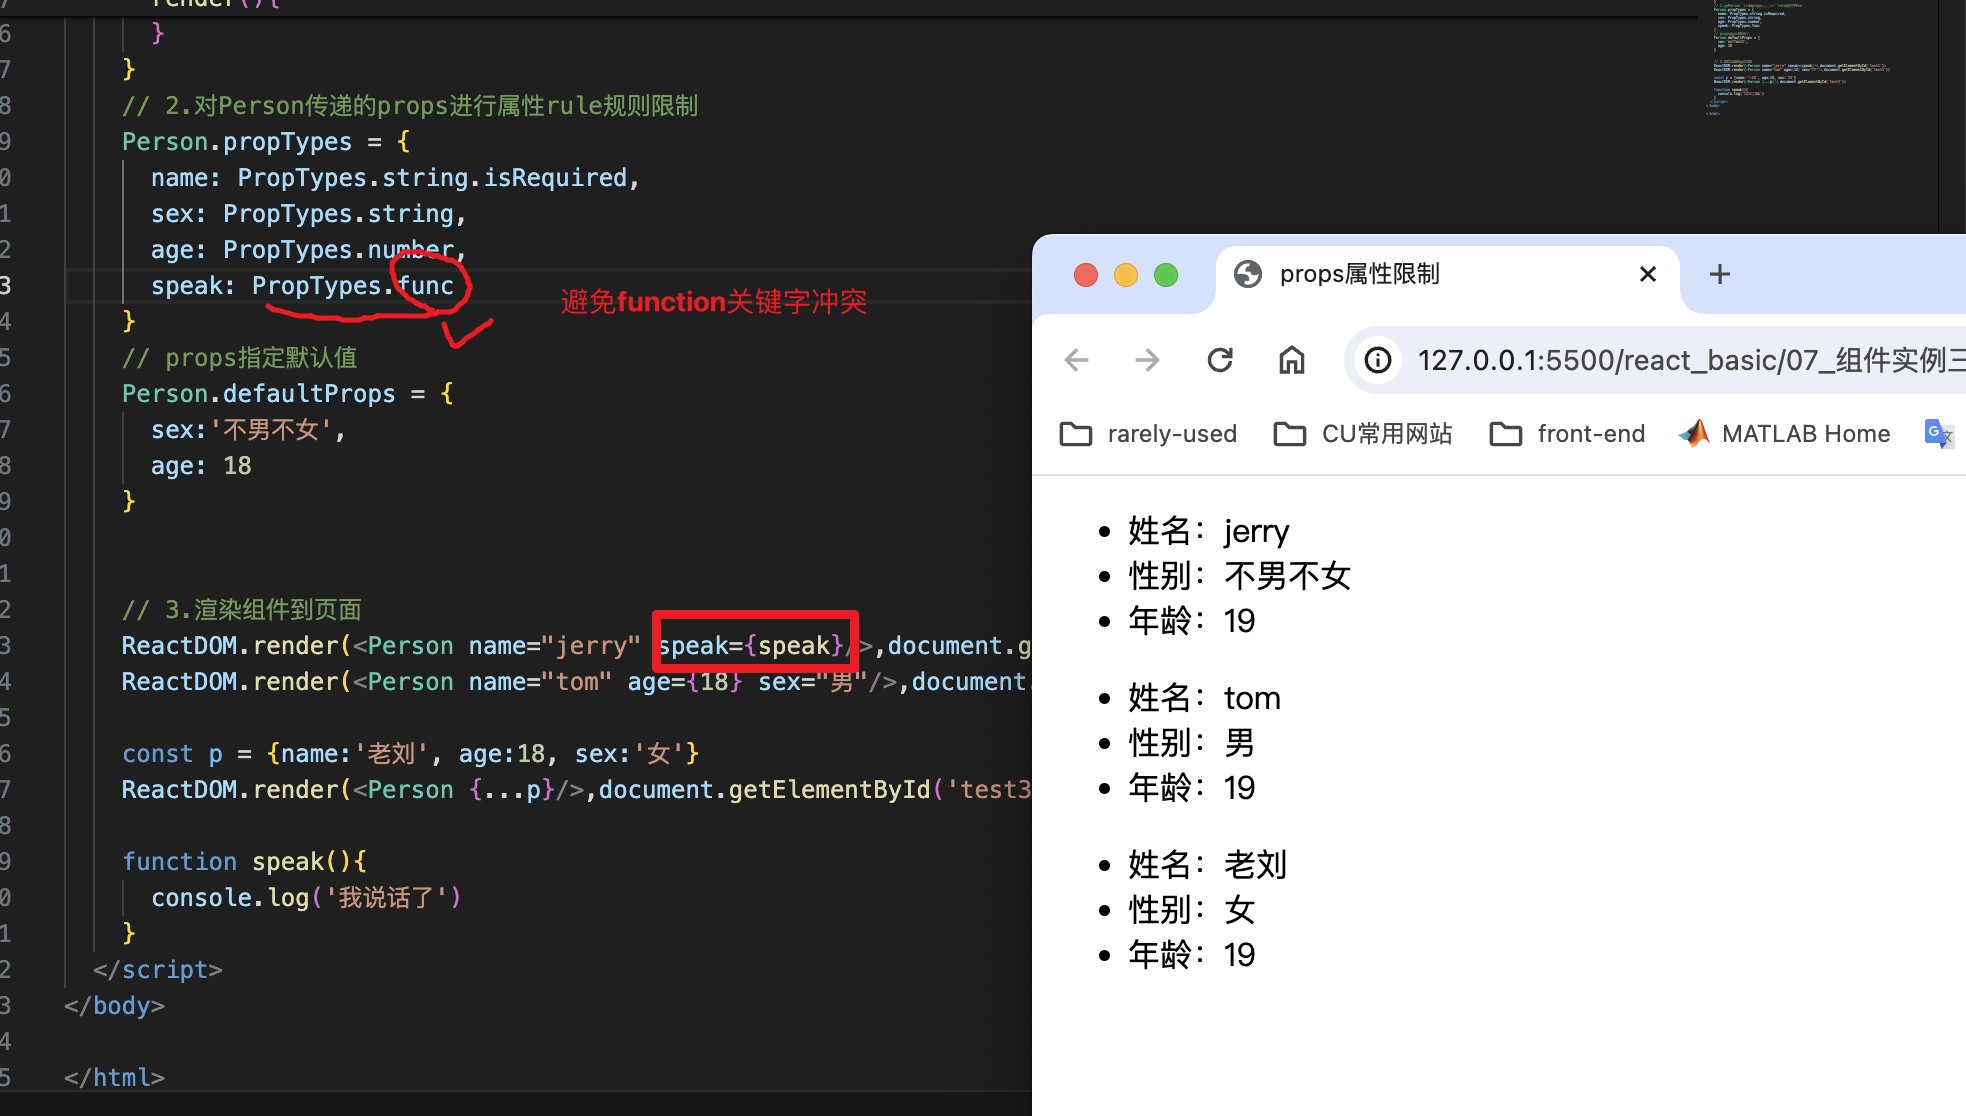 render(){
6 }
7 }
8 // 2.对Person传递的props进行属性rule规则限制
9 Person.propTypes = {
0 name: PropTypes.string.isRequired,
1 sex: PropTypes.string,
2 age: PropTypes.number,
3 speak: PropTypes.func
避免function关键字冲突
4 }
5 // props指定默认值
6 Person.defaultProps = {
7 sex:'不男不女',
8 age: 18
9 }
0
1
2 // 3.渲染组件到页面
3 ReactDOM.render(<Person name="jerry" speak={speak}/>,document.g
4 ReactDOM.render(<Person name="tom" age={18} sex="男"/>,document.
5
6 const p = {name:'老刘', age:18, sex:'女'}
7 ReactDOM.render(<Person {...p}/>,document.getElementById('test3
8
9 function speak(){
0 console.log('我说话了')
1 }
2 </script>
3 </body>
4
5 </html>
props属性限制
127.0.0.1:5500/react_basic/07_组件实例三
rarely-used CU常用网站 front-end MATLAB Home
• 姓名：jerry
• 性别：不男不女
• 年龄：19
• 姓名：tom
• 性别：男
• 年龄：19
• 姓名：老刘
• 性别：女
• 年龄：19